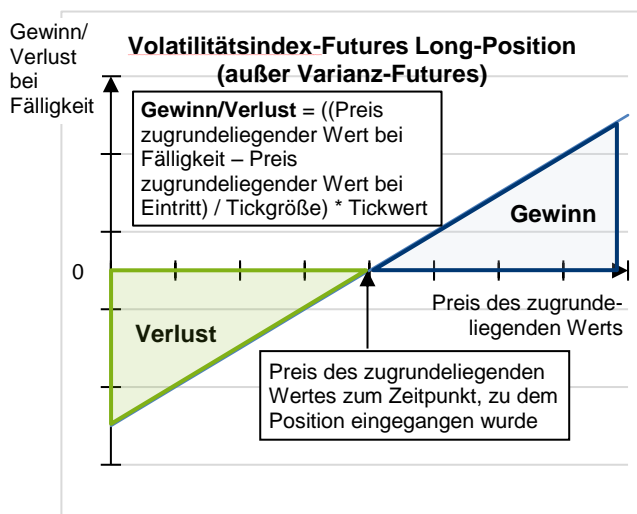 Gewinn/
Verlust
bei
Fälligkeit
Volatilitätsindex-Futures Long-Position
(außer Varianz-Futures)
Gewinn/Verlust = ((Preis
zugrundeliegender Wert bei
Fälligkeit – Preis
zugrundeliegender Wert bei
Eintritt) / Tickgröße) * Tickwert
Gewinn
0
Preis des zugrunde-
liegenden Werts
Verlust
Preis des zugrundeliegenden
Wertes zum Zeitpunkt, zu dem
Position eingegangen wurde